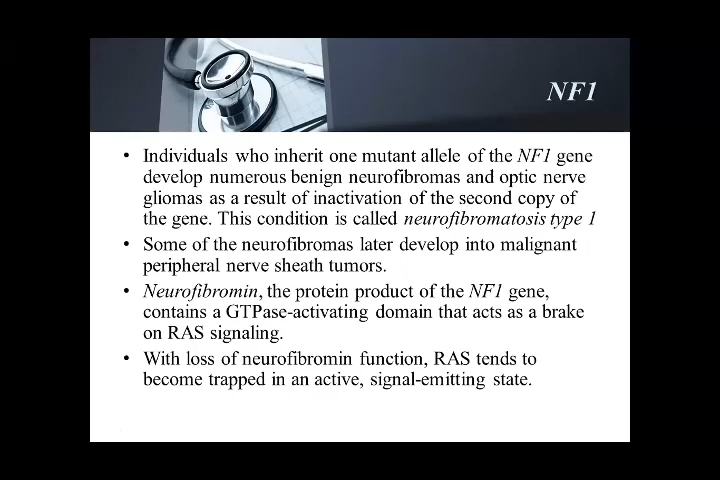 NF1
• Individuals who inherit one mutant allele of the NF1 gene
develop numerous benign neurofibromas and optic nerve
gliomas as a result of inactivation of the second copy of
the gene. This condition is called neurofibromatosis type 1
• Some of the neurofibromas later develop into malignant
peripheral nerve sheath tumors.
• Neurofibromin, the protein product of the NF1 gene,
contains a GTPase-activating domain that acts as a brake
on RAS signaling.
• With loss of neurofibromin function, RAS tends to
become trapped in an active, signal-emitting state.